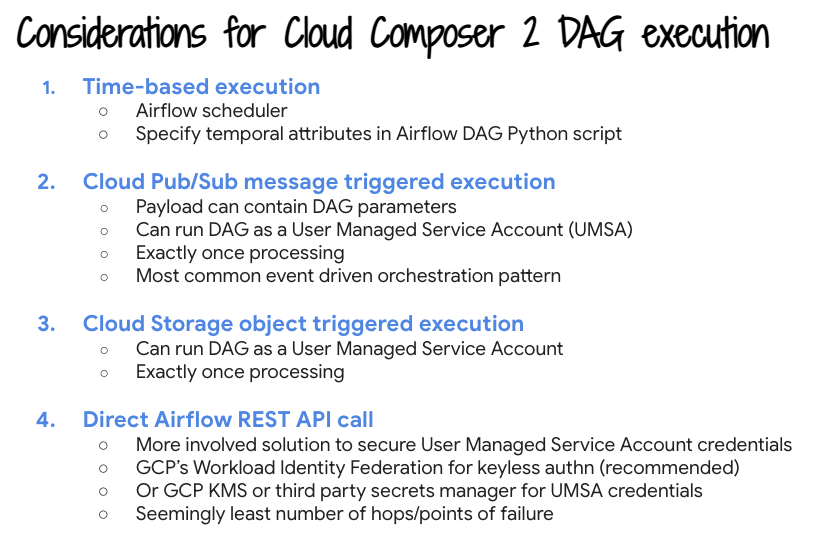 Considerations for Cloud Composer 2 DAG execution
1. Time-based execution
○ Airflow scheduler
○ Specify temporal attributes in Airflow DAG Python script
2. Cloud Pub/Sub message triggered execution
○ Payload can contain DAG parameters
○ Can run DAG as a User Managed Service Account (UMSA)
○ Exactly once processing
○ Most common event driven orchestration pattern
3. Cloud Storage object triggered execution
○ Can run DAG as a User Managed Service Account
○ Exactly once processing
4. Direct Airflow REST API call
○ More involved solution to secure User Managed Service Account credentials
○ GCP’s Workload Identity Federation for keyless authn (recommended)
○ Or GCP KMS or third party secrets manager for UMSA credentials
○ Seemingly least number of hops/points of failure